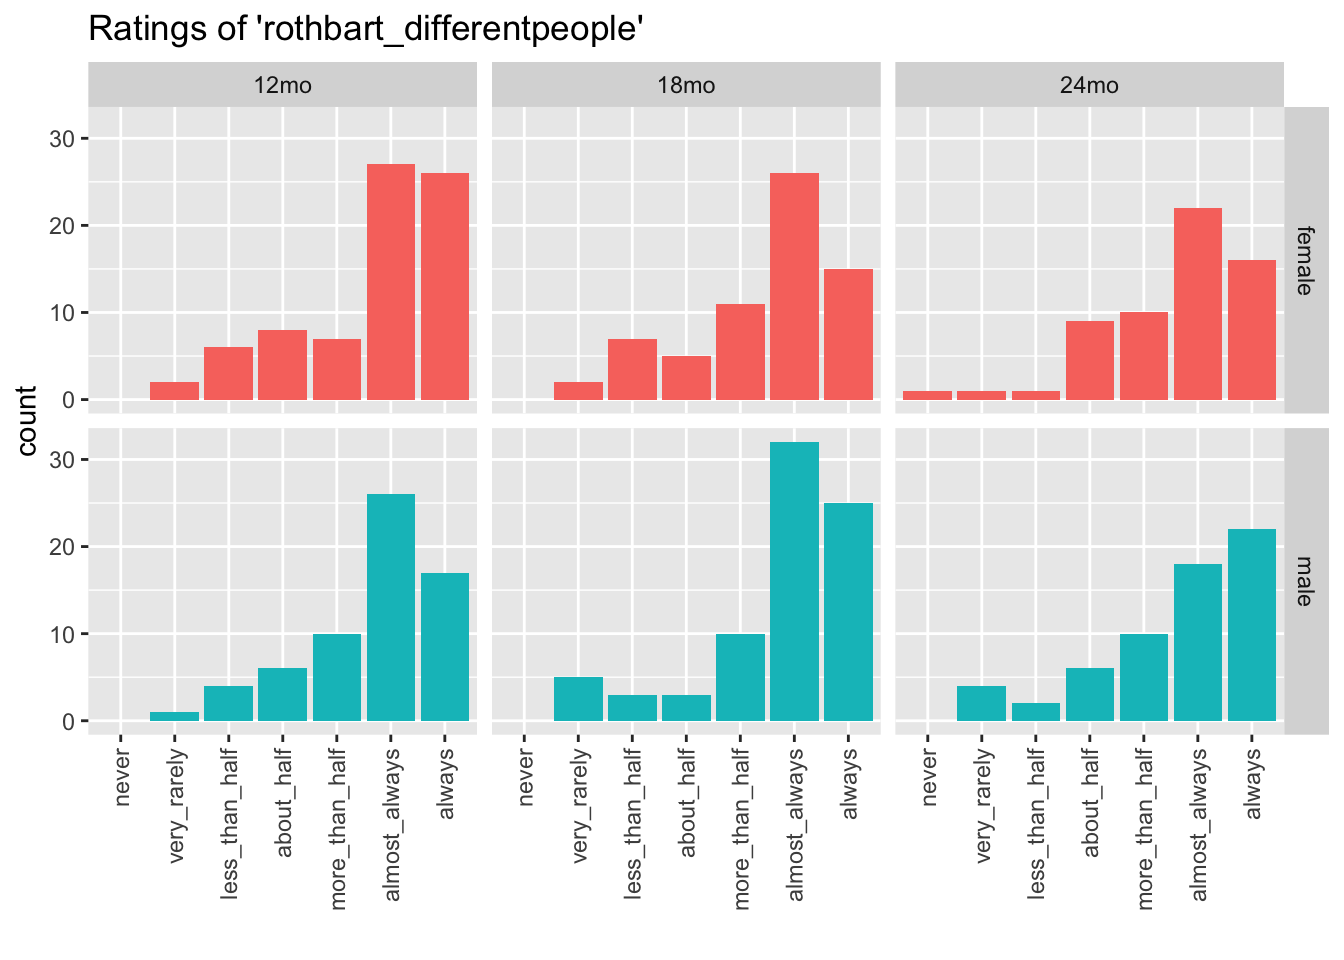 Ratings of 'rothbart_differentpeople'
12mo
18mo
24mo
count
30
20
10
0
female
30
20
10
0
male
never
very_rarely
less_than_half
about_half
more_than_half
almost_always
always
never
very_rarely
less_than_half
about_half
more_than_half
almost_always
always
never
very_rarely
less_than_half
about_half
more_than_half
almost_always
always